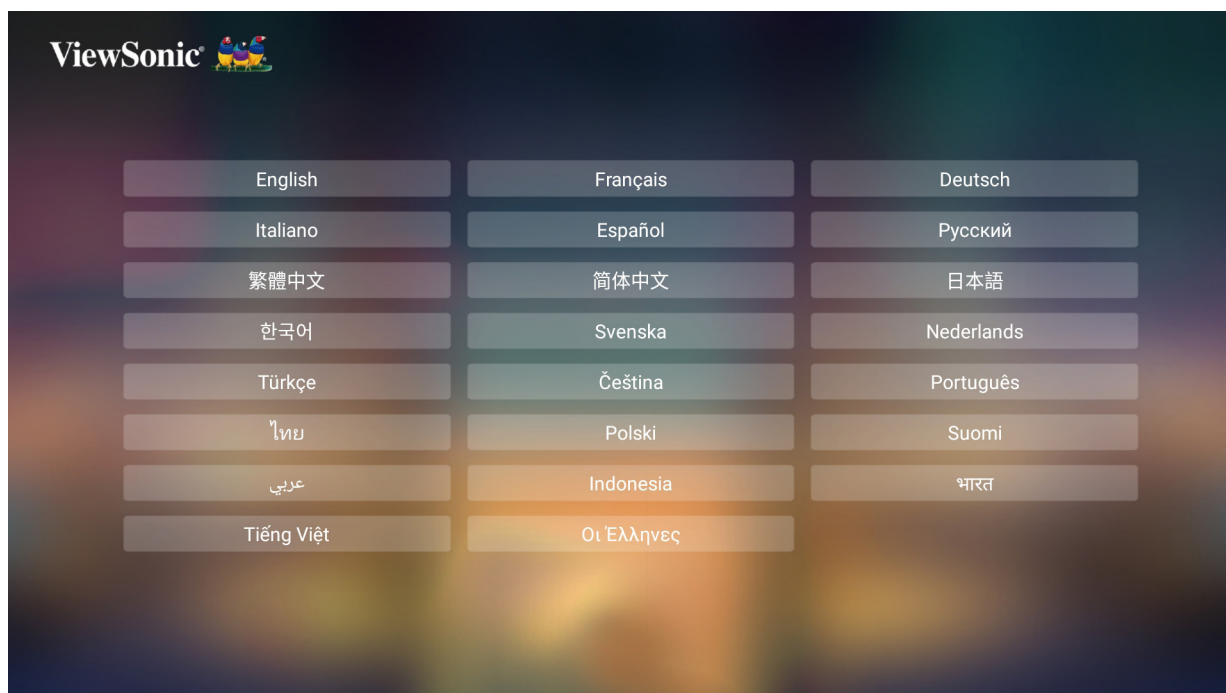 ViewSonic®
English Français Deutsch
Italiano Español Русский
繁體中文 简体中文 日本語
한국어 Svenska Nederlands
Türkçe Čeština Português
ไทย Polski Suomi
عربي Indonesia भारत
Tiếng Việt Οι Έλληνες